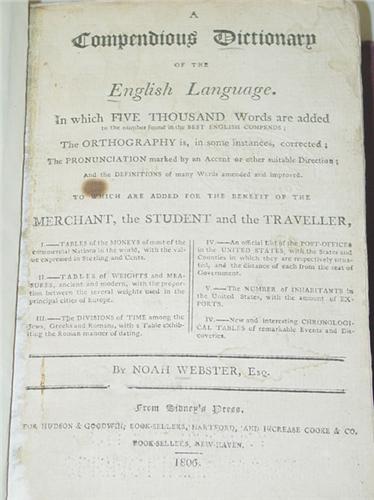 A
Compendious Dictionary
OF THE
English Language.
In which FIVE THOUSAND Words are added
to the number found in the BEST ENGLISH COMPENDS;
The ORTHOGRAPHY is, in some instances, corrected;
The PRONUNCIATION marked by an Accent or other suitable Direction;
And the DEFINITIONS of many Words amended and improved.
TO WHICH ARE ADDED FOR THE BENEFIT OF THE
MERCHANT, the STUDENT and the TRAVELLER,
I.—TABLES of the MONEYS of most of the
commercial Nations in the world, with the val-
ue expressed in Sterling and Cents.
II.—TABLES of WEIGHTS and MEA-
SURES, ancient and modern, with the propor-
tion between the several weights used in the
principal cities of Europe.
III.—The DIVISIONS of TIME among the
Jews, Greeks and Romans, with a Table exhib-
iting the Roman manner of dating.
IV.—An official List of the POST-OFFICES
in the UNITED STATES, with the States and
Counties in which they are respectively situa-
ted, and the distance of each from the seat of
Government.
V.—The NUMBER of INHABITANTS in
the United States, with the amount of EX-
PORTS.
IV.—New and interesting CHRONOLOGI-
CAL TABLES of remarkable Events and Dis-
coveries.
By NOAH WEBSTER, Esq.
From Sidney's Press.
FOR HUDSON & GOODWIN, BOOK-SELLERS, HARTFORD, AND INCREASE COOKE & CO.
BOOK-SELLERS, NEW-HAVEN.
1806.